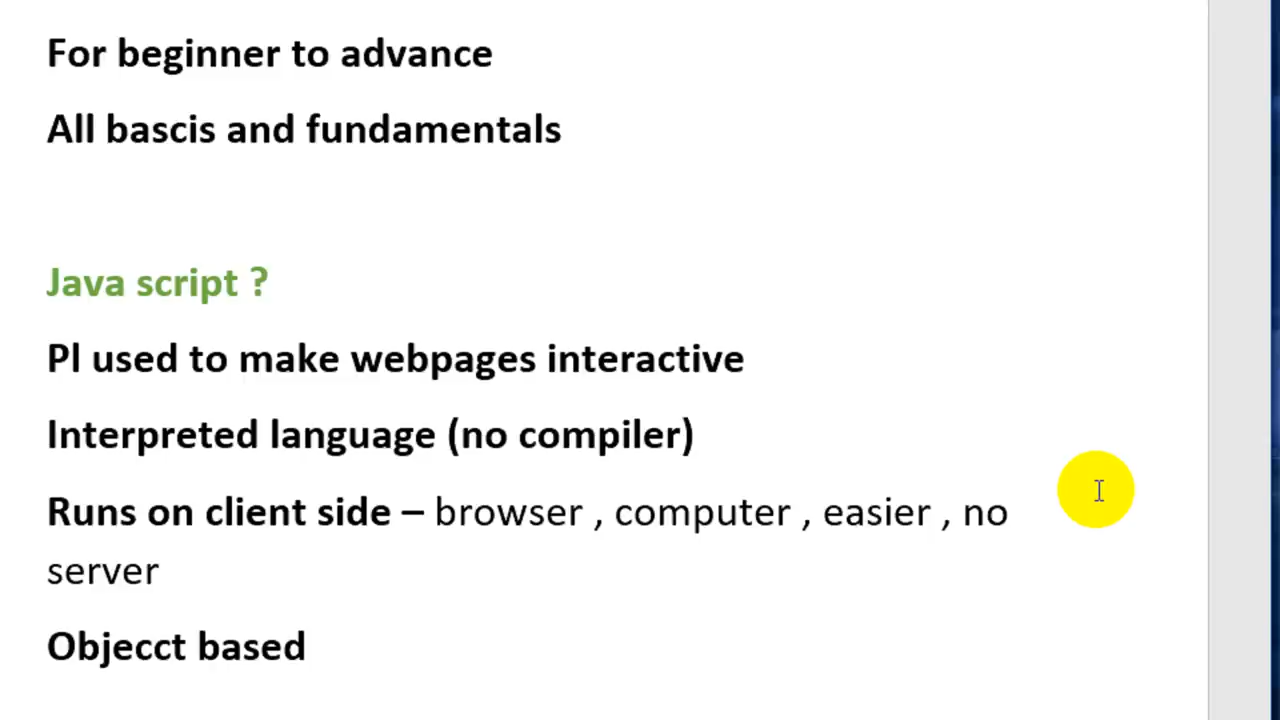 For beginner to advance
All bascis and fundamentals
Java script ?
Pl used to make webpages interactive
Interpreted language (no compiler)
Runs on client side – browser , computer , easier , no
server
Objecct based